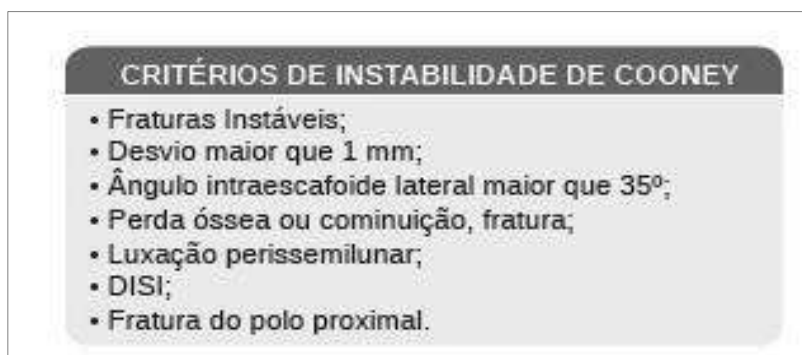 CRITÉRIOS DE INSTABILIDADE DE COONEY
• Fraturas Instáveis;
• Desvio maior que 1 mm;
• Ângulo intraescafoide lateral maior que 35º;
• Perda óssea ou cominuição, fratura;
• Luxação perissemilunar;
• DISI;
• Fratura do polo proximal.